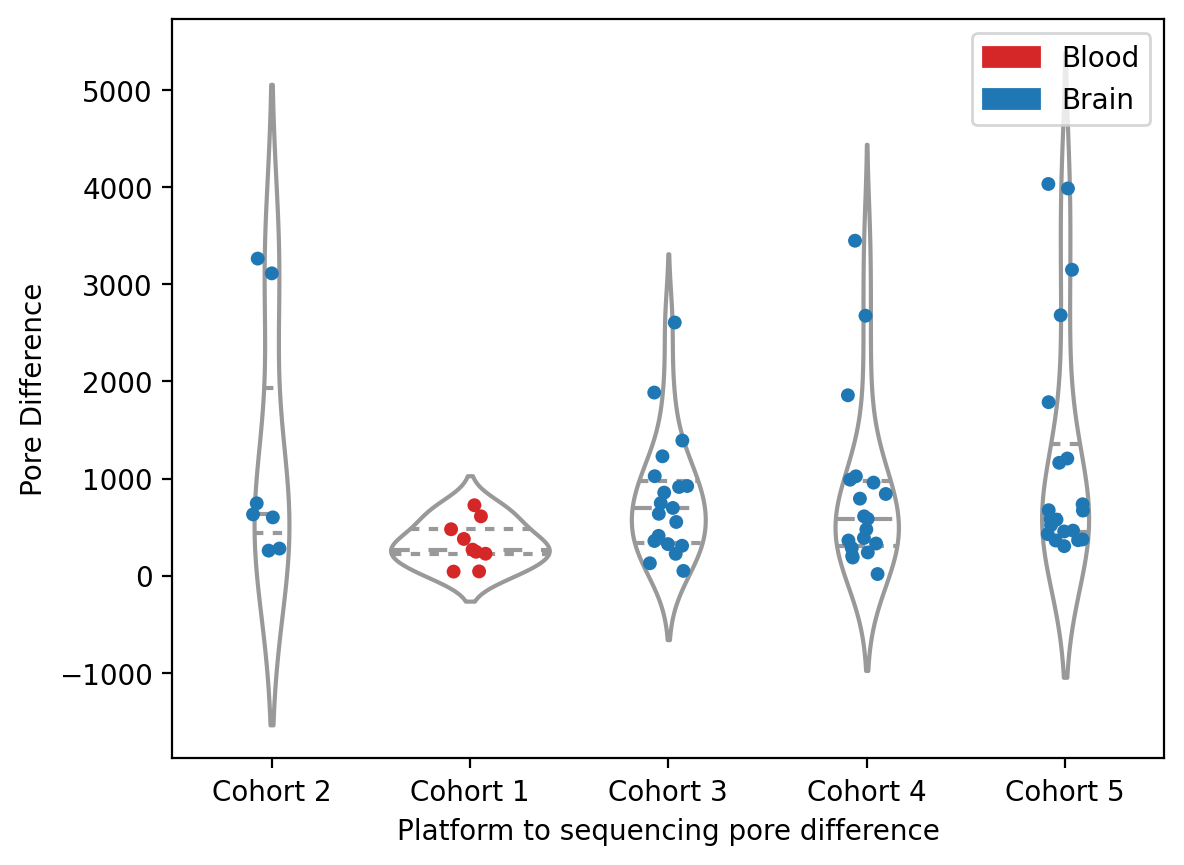 Blood
Brain
5000
4000
3000
2000
1000
0
−1000
Pore Difference
Cohort 2
Cohort 1
Cohort 3
Cohort 4
Cohort 5
Platform to sequencing pore difference